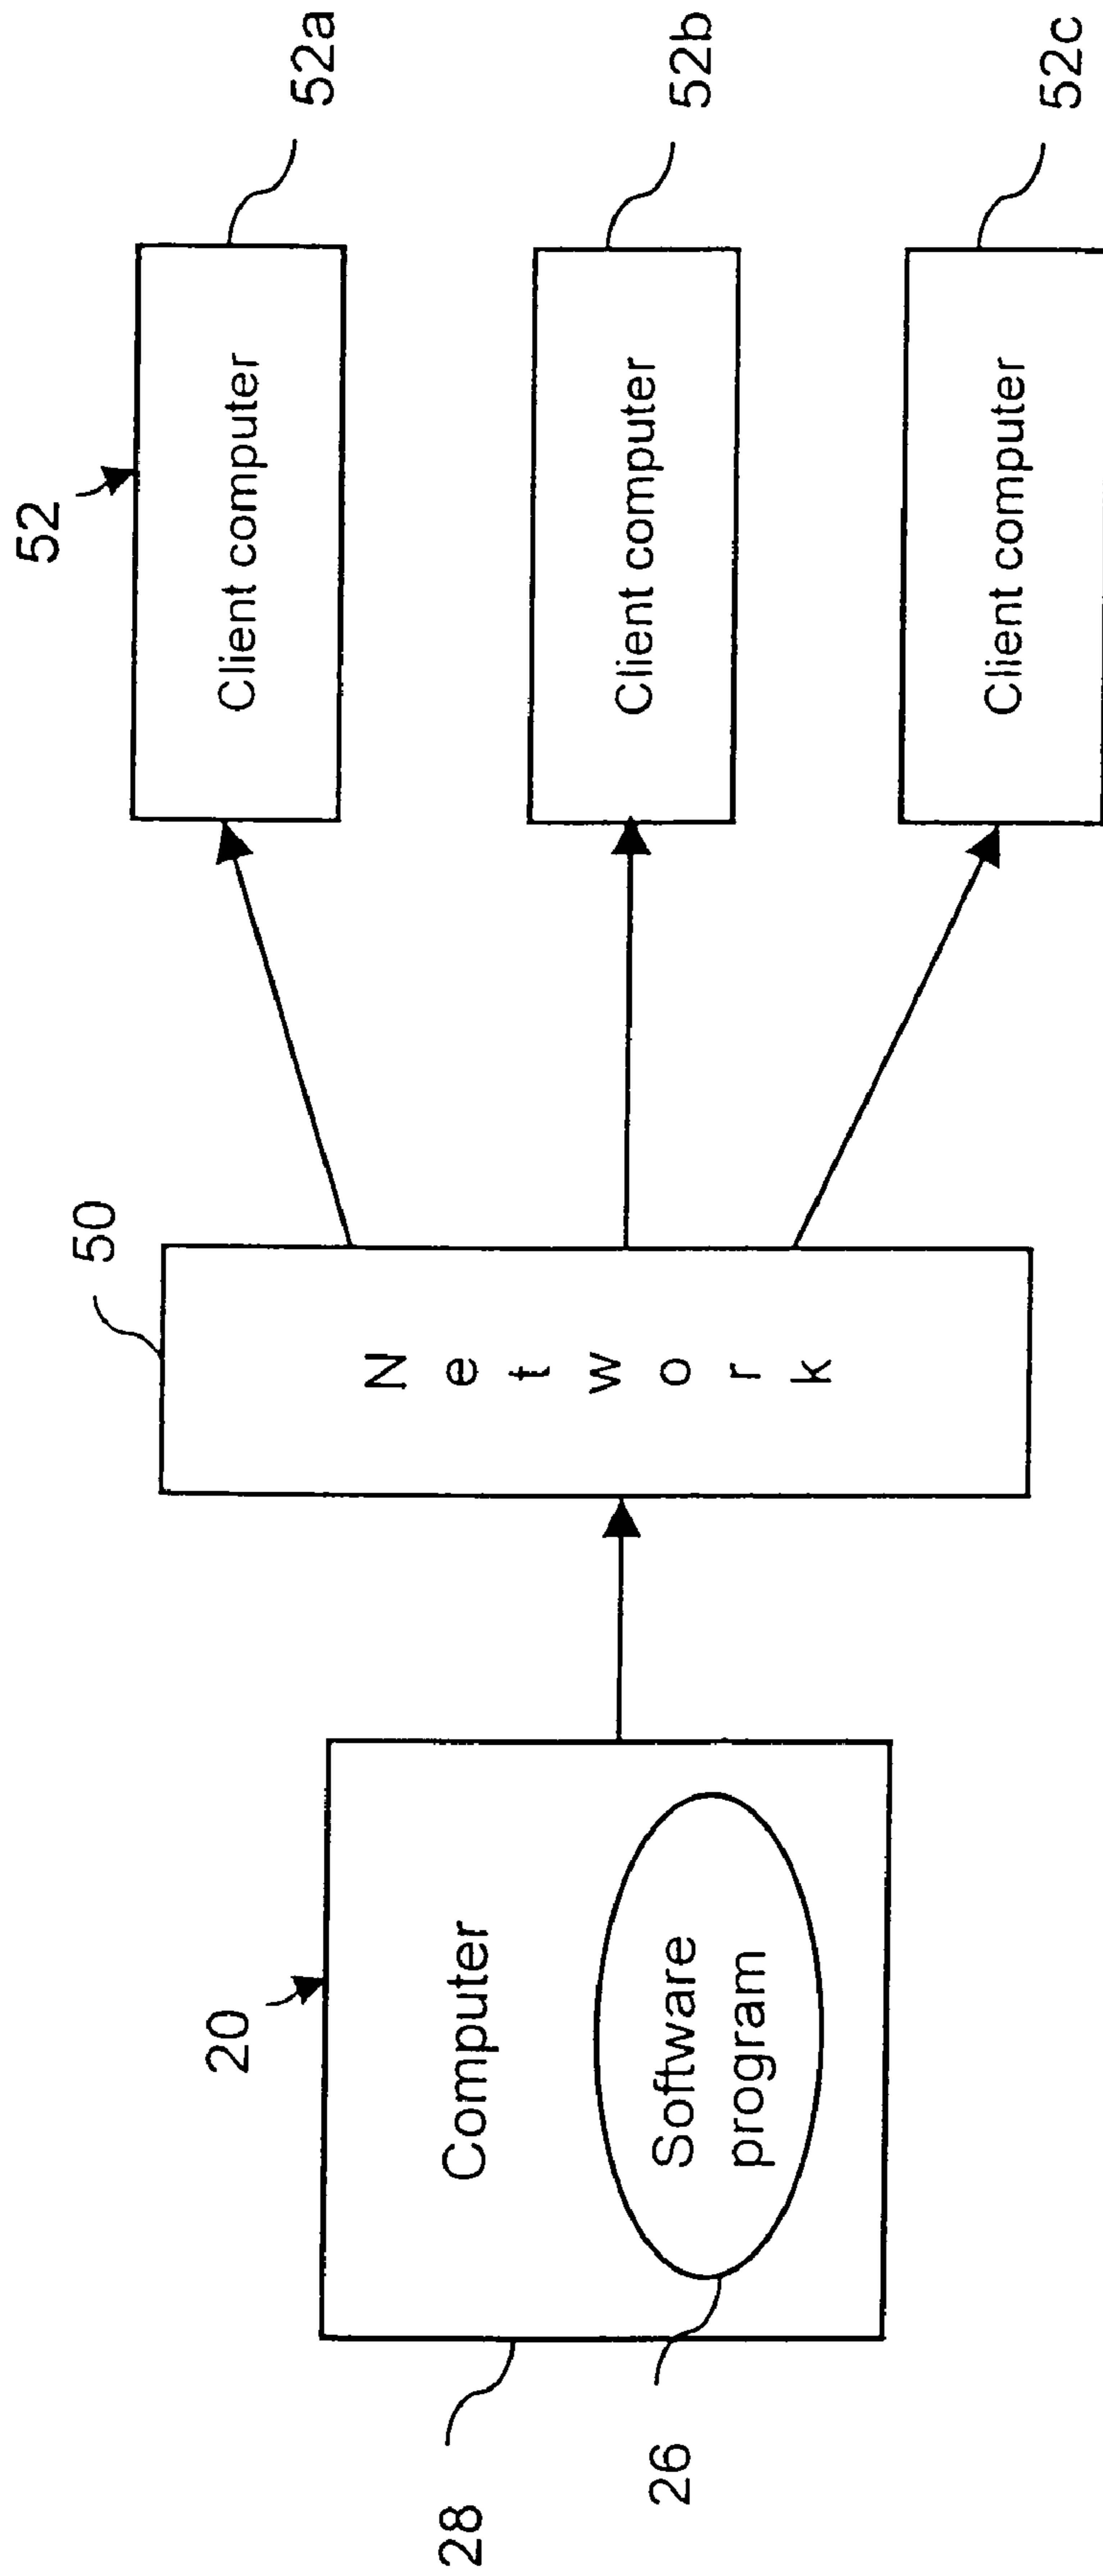 52
Client computer
52a
50
Client computer
52b
N
e
t
w
o
r
k
Client computer
52c
20
Computer
Software
program
28
26